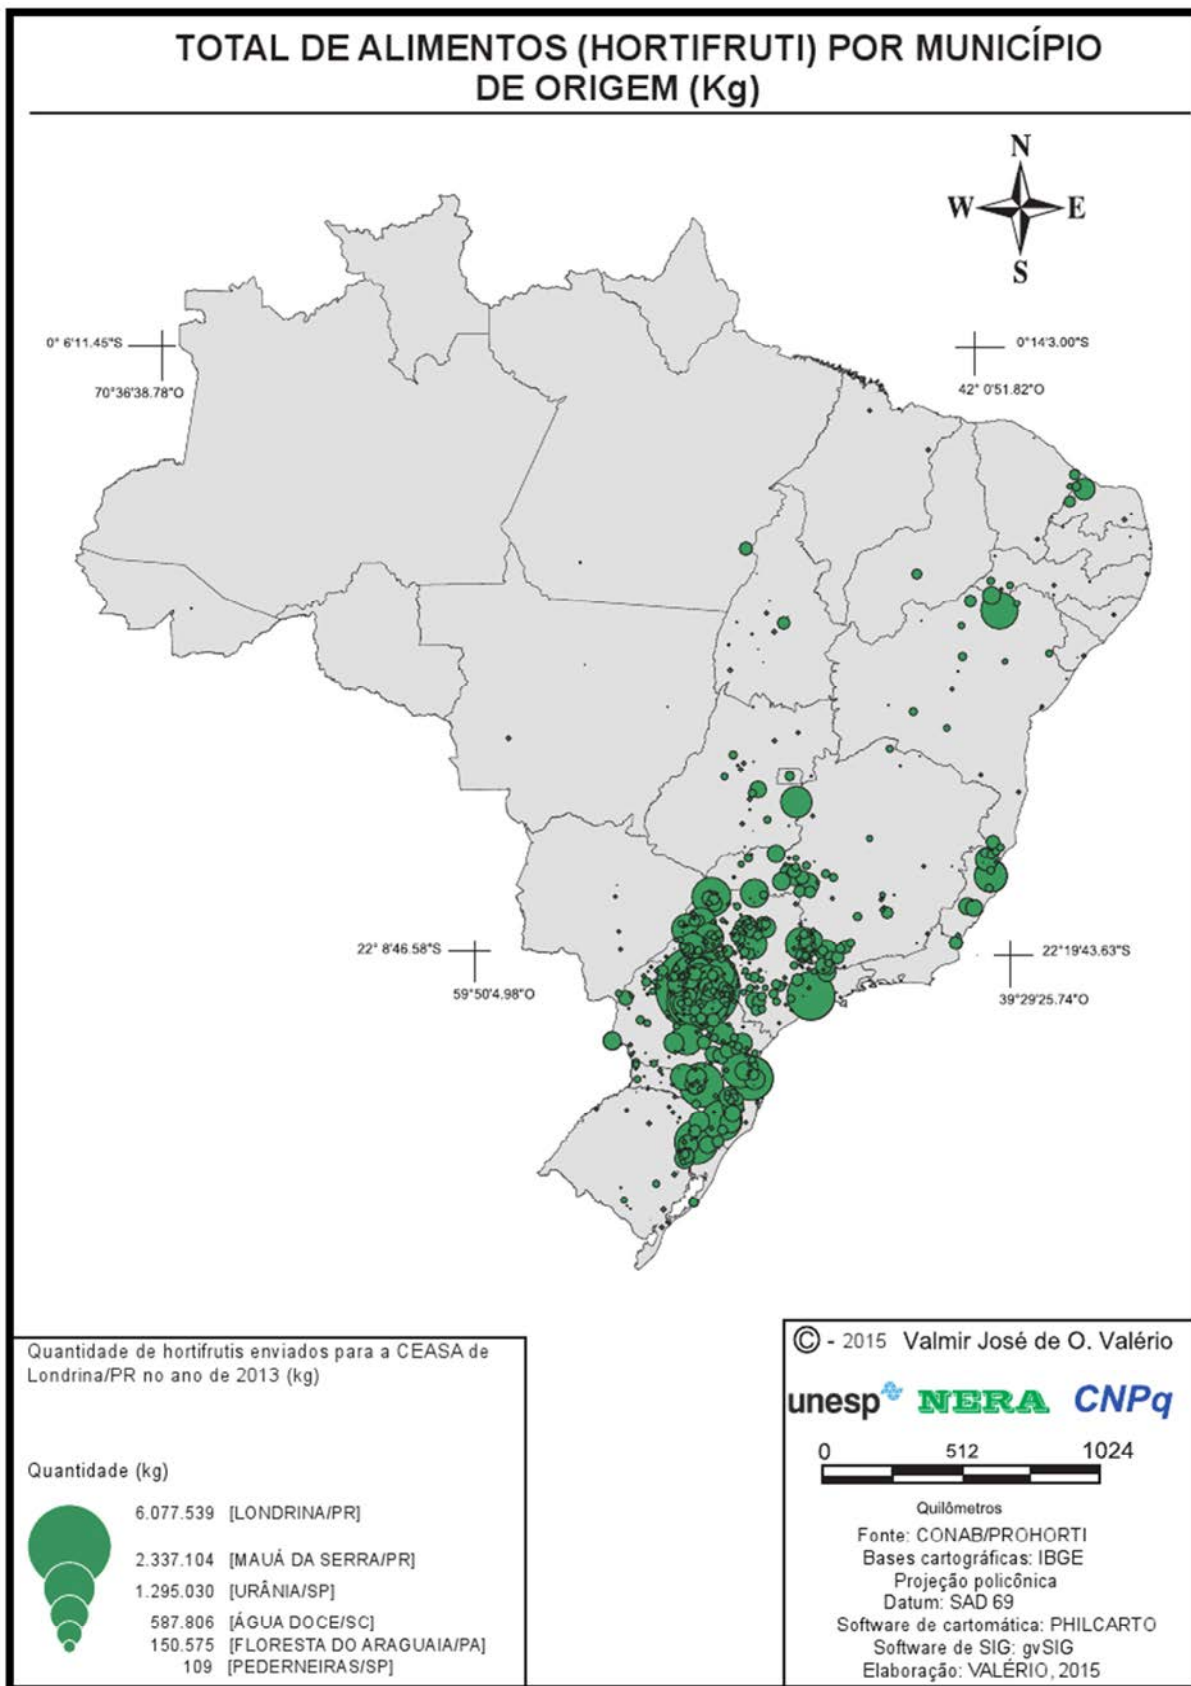 TOTAL DE ALIMENTOS (HORTIFRUTI) POR MUNICÍPIO
DE ORIGEM (Kg)
N
W E
S
0° 6'11.45"S
70°36'38.78"O
0°14'3.00"S
42° 0'51.82"O
22° 8'46.58"S
59°50'4.98"O
22°19'43.63"S
39°29'25.74"O
Quantidade de hortifrutis enviados para a CEASA de
Londrina/PR no ano de 2013 (kg)
Quantidade (kg)
6.077.539 [LONDRINA/PR]
2.337.104 [MAUÁ DA SERRA/PR]
1.295.030 [URÂNIA/SP]
587.806 [ÁGUA DOCE/SC]
150.575 [FLORESTA DO ARAGUAIA/PA]
109 [PEDERNEIRAS/SP]
© - 2015 Valmir José de O. Valério
unesp NERA CNPq
0 512 1024
Quilômetros
Fonte: CONAB/PROHORTI
Bases cartográficas: IBGE
Projeção policônica
Datum: SAD 69
Software de cartomática: PHILCARTO
Software de SIG: gvSIG
Elaboração: VALÉRIO, 2015